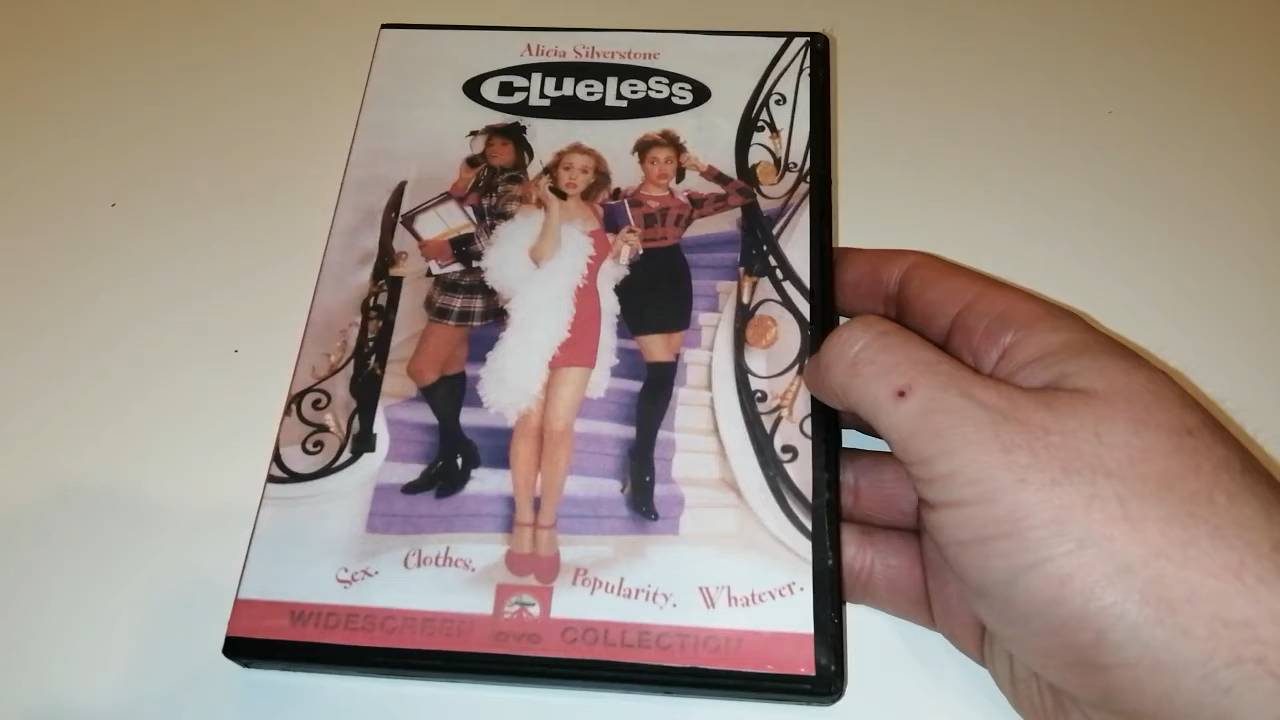 Alicia Silverstone
CLUELESS
Sex. Clothes. Popularity. Whatever.
WIDESCREEN DVD COLLECTION